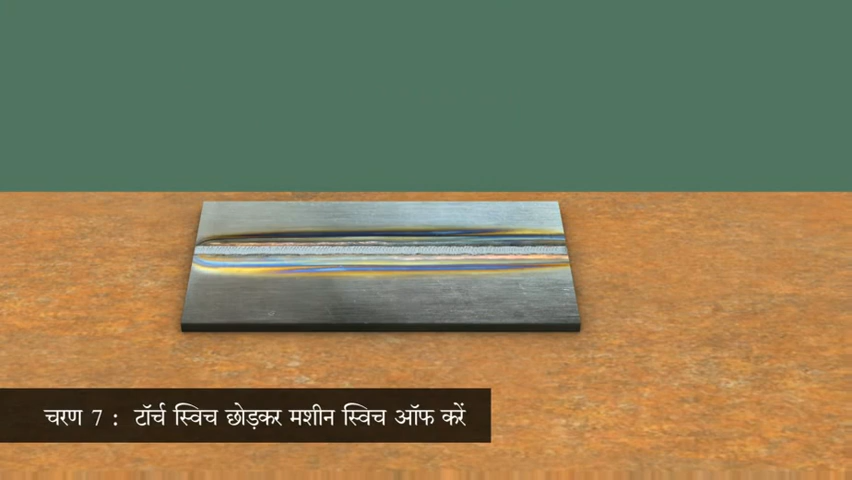 चरण 7 : टॉर्च स्विच छोड़कर मशीन स्विच ऑफ करें